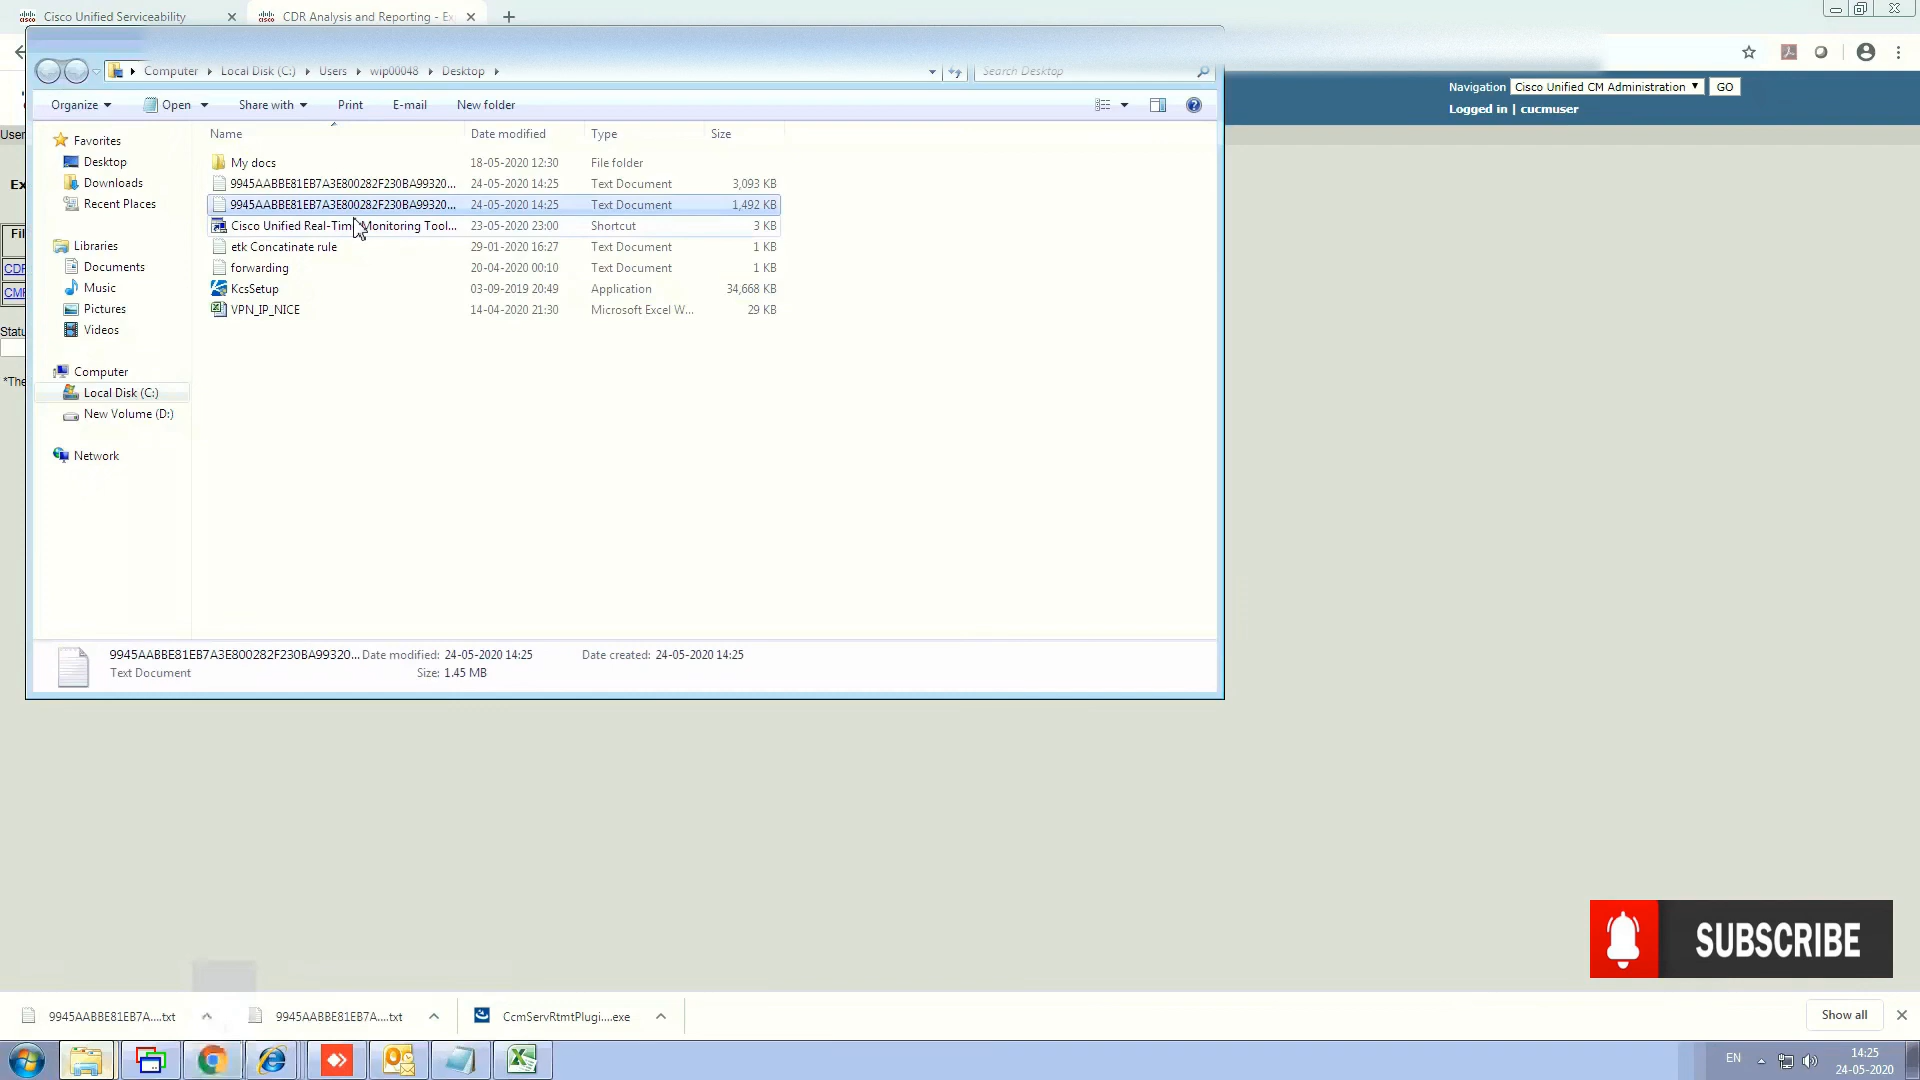 Cisco Unified Serviceability
CDR Analysis and Reporting - Ex
Computer Local Disk (C:) Users wip00048 Desktop
Search Desktop
Navigation Cisco Unified CM Administration GO
Logged in | cucmuser
Organize Open Share with Print E-mail New folder
User
Name Date modified Type Size
Favorites
Desktop
Downloads
Recent Places
Libraries
Documents
Music
Pictures
Videos
Computer
Local Disk (C:)
New Volume (D:)
Network
My docs 18-05-2020 12:30 File folder
9945AABBE81EB7A3E800282F230BA99320... 24-05-2020 14:25 Text Document 3,093 KB
9945AABBE81EB7A3E800282F230BA99320... 24-05-2020 14:25 Text Document 1,492 KB
Cisco Unified Real-Tim Monitoring Tool... 23-05-2020 23:00 Shortcut 3 KB
etk Concatinate rule 29-01-2020 16:27 Text Document 1 KB
forwarding 20-04-2020 00:10 Text Document 1 KB
KcsSetup 03-09-2019 20:49 Application 34,668 KB
VPN_IP_NICE 14-04-2020 21:30 Microsoft Excel W... 29 KB
Ex
Fil
CDR
CMR
Statu
*The
9945AABBE81EB7A3E800282F230BA99320... Date modified: 24-05-2020 14:25 Date created: 24-05-2020 14:25
Text Document Size: 1.45 MB
SUBSCRIBE
9945AABBE81EB7A....txt
9945AABBE81EB7A....txt
CcmServRtmtPlugi....exe
Show all
EN
14:25
24-05-2020